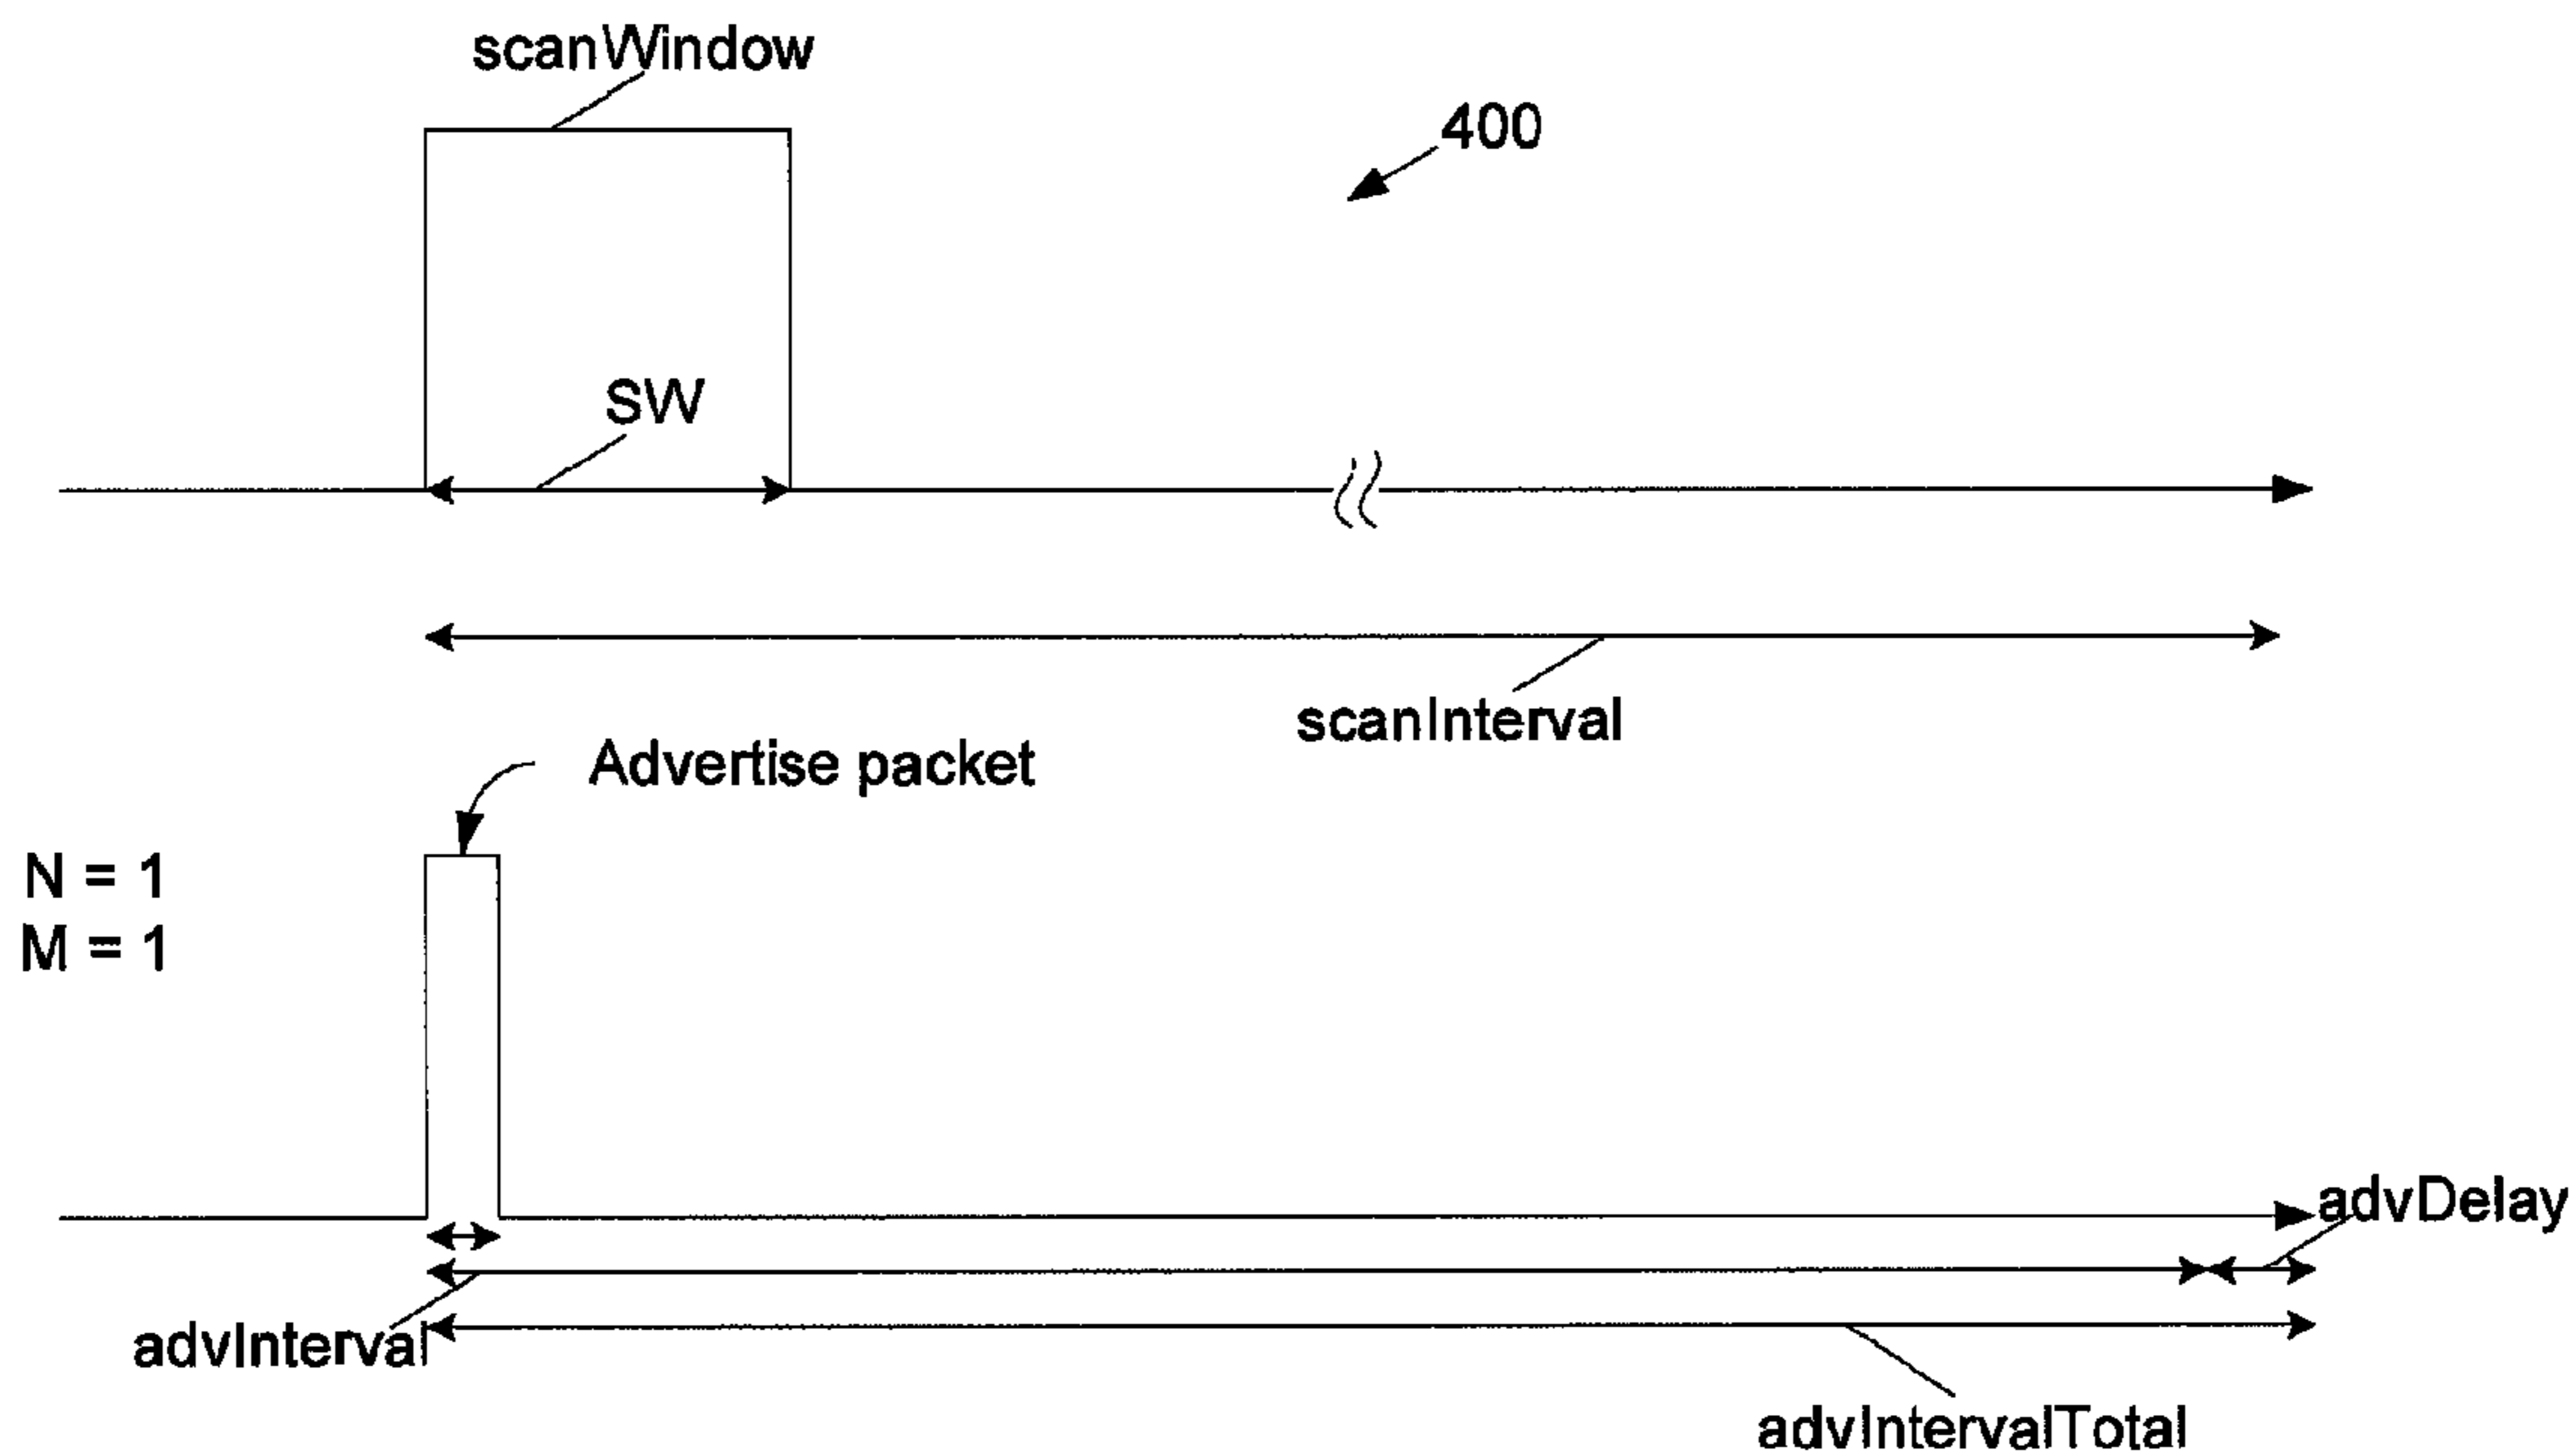 scanWindow
400
SW
scanInterval
Advertise packet
N = 1
M = 1
advDelay
advInterval
advIntervalTotal